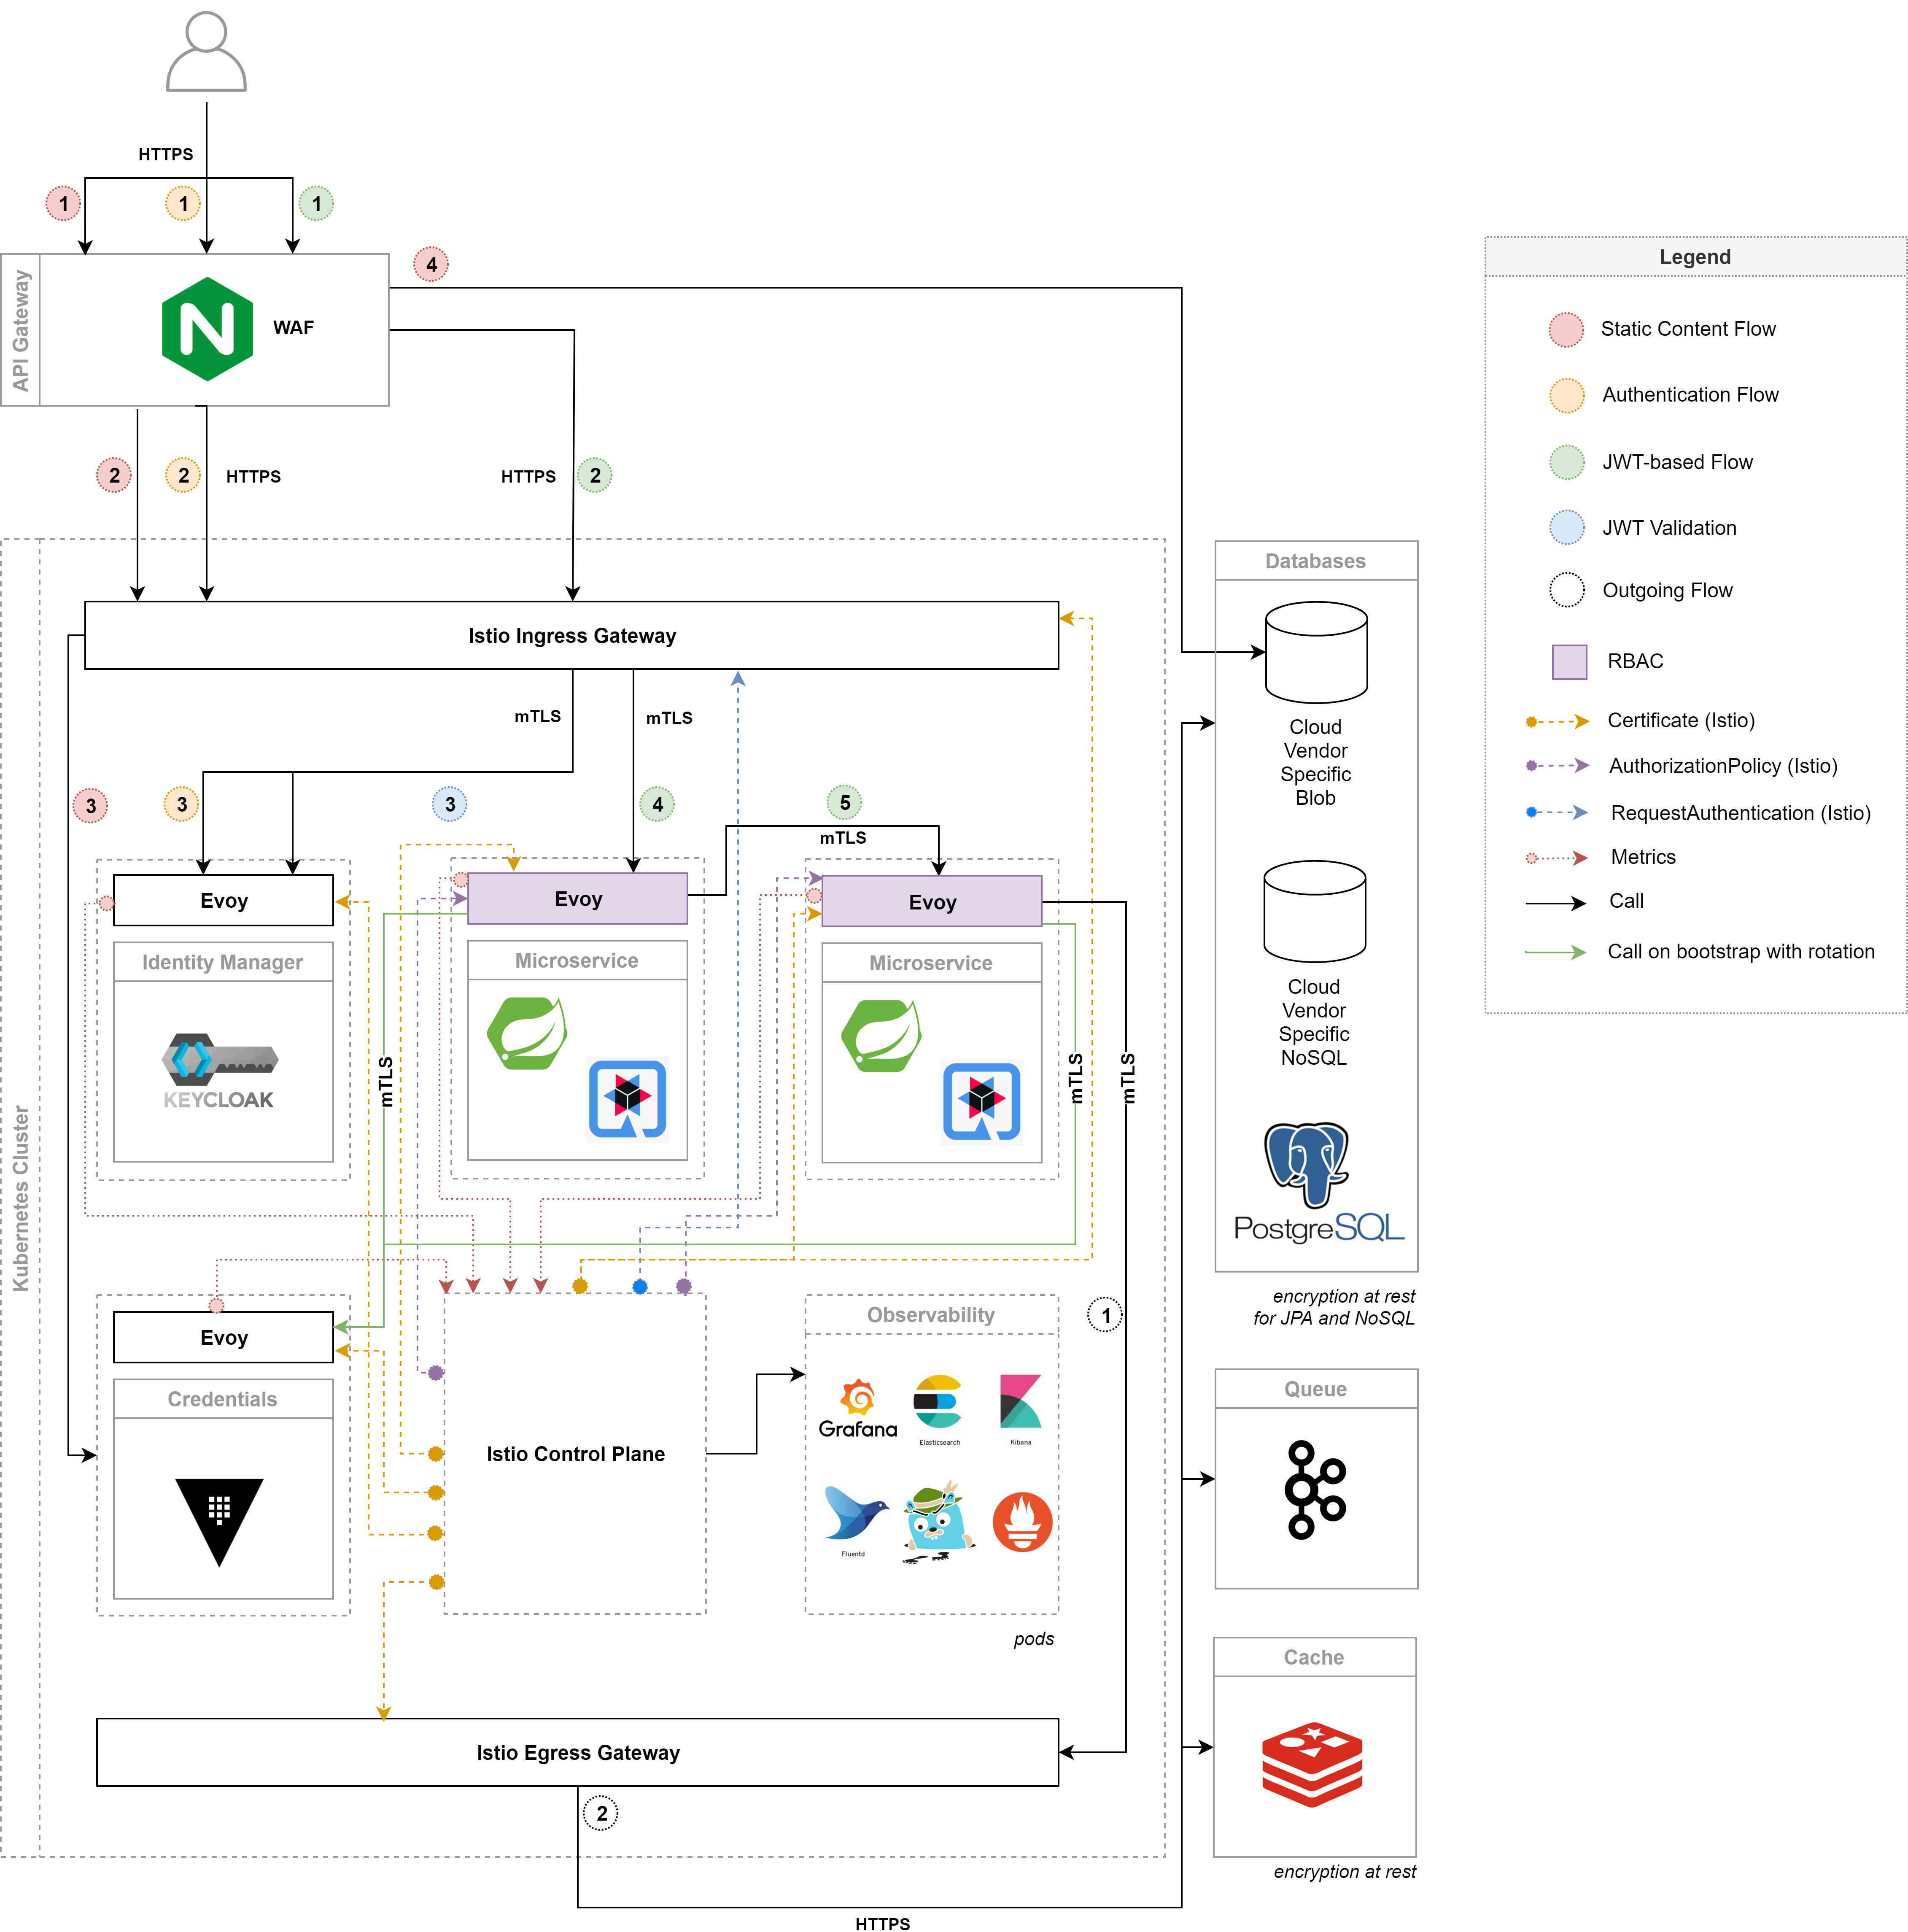 HTTPS
1
1
1
API Gateway
WAF
4
2
2
HTTPS
HTTPS
2
Legend
Static Content Flow
Authentication Flow
JWT-based Flow
JWT Validation
Outgoing Flow
RBAC
Certificate (Istio)
AuthorizationPolicy (Istio)
RequestAuthentication (Istio)
Metrics
Call
Call on bootstrap with rotation
Kubernetes Cluster
Istio Ingress Gateway
mTLS
mTLS
3
3
3
4
5
mTLS
Evoy
Identity Manager
KEYCLOAK
Evoy
Microservice
Evoy
Microservice
mTLS
mTLS
mTLS
Databases
Cloud
Vendor
Specific
Blob
Cloud
Vendor
Specific
NoSQL
PostgreSQL
encryption at rest
for JPA and NoSQL
Evoy
Credentials
Istio Control Plane
Observability
Grafana
Elasticsearch
Kibana
Fluentd
pods
1
Queue
Cache
encryption at rest
Istio Egress Gateway
2
HTTPS